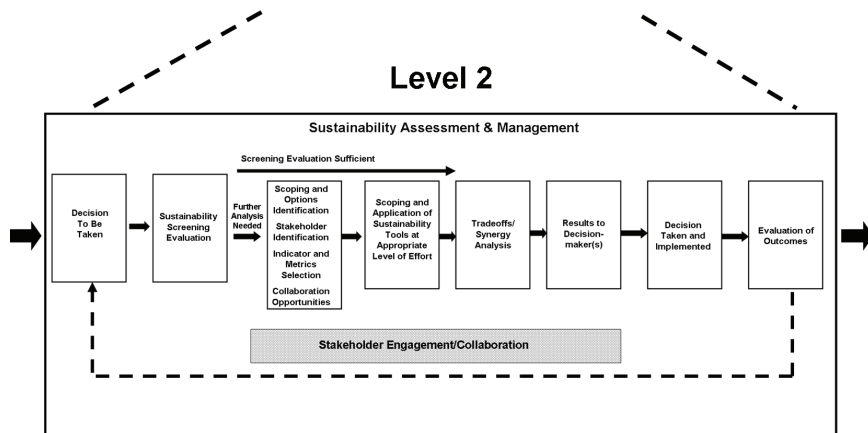 Level 2
Sustainability Assessment & Management
Screening Evaluation Sufficient
Decision
To Be
Taken
Sustainability
Screening
Evaluation
Further
Analysis
Needed
Scoping and
Options
Identification
Stakeholder
Identification
Indicator and
Metrics
Selection
Collaboration
Opportunities
Scoping and
Application of
Sustainability
Tools at
Appropriate
Level of Effort
Tradeoffs/
Synergy
Analysis
Results to
Decision-
maker(s)
Decision
Taken and
Implemented
Evaluation of
Outcomes
Stakeholder Engagement/Collaboration